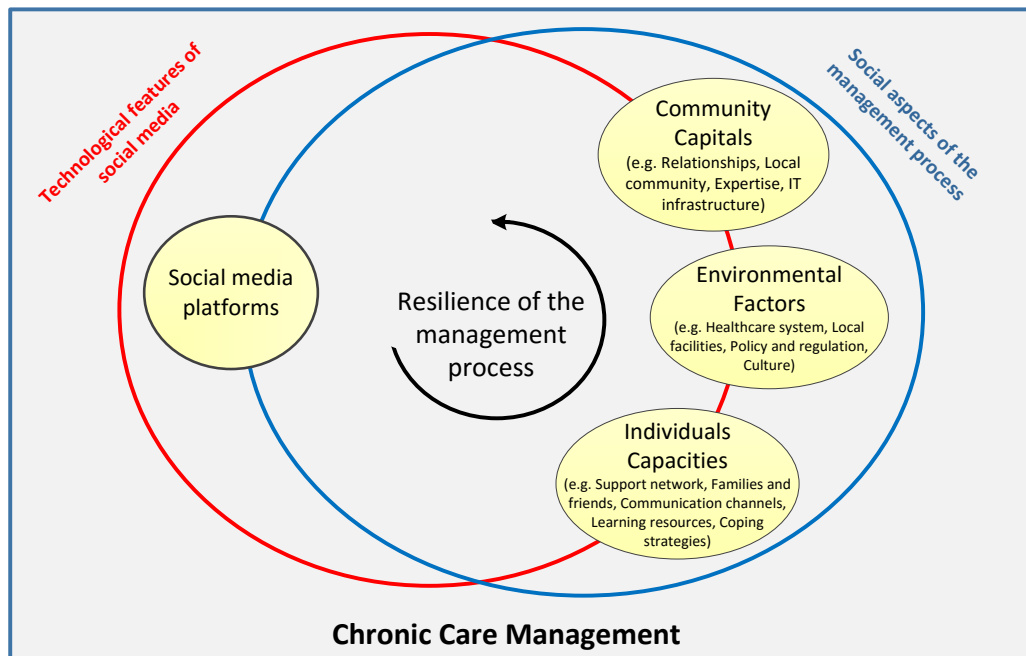 Technological features of
social media
Social aspects of the
management process
Community
Capitals
(e.g. Relationships, Local
community, Expertise, IT
infrastructure)
Social media
platforms
Resilience of the
management
process
Environmental
Factors
(e.g. Healthcare system, Local
facilities, Policy and regulation,
Culture)
Individuals
Capacities
(e.g. Support network, Families and
friends, Communication channels,
Learning resources, Coping
strategies)
Chronic Care Management